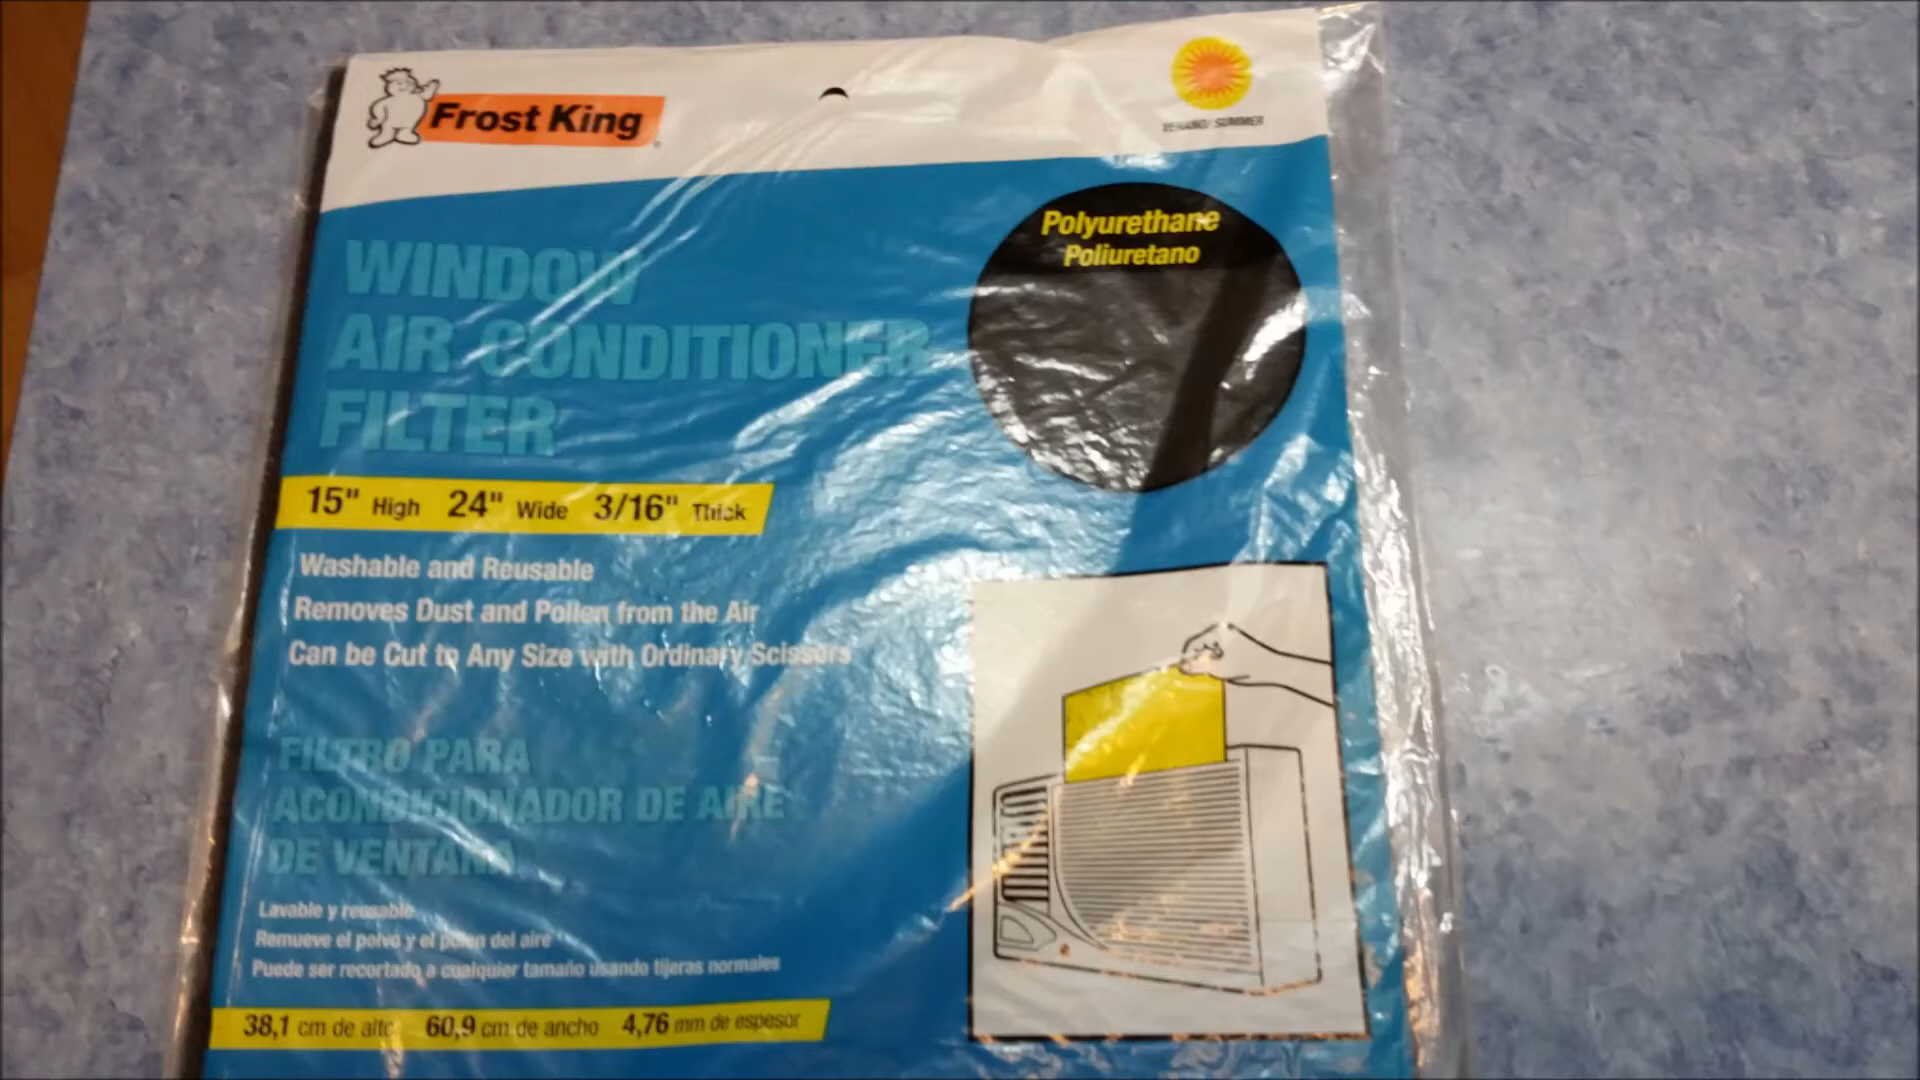 Frost King
VERANO/ SUMMER
Polyurethane
Poliuretano
WINDOW
AIR CONDITIONER
FILTER
15" High 24" Wide 3/16" Thick
Washable and Reusable
Removes Dust and Pollen from the Air
Can be Cut to Any Size with Ordinary Scissors
FILTRO PARA
ACONDICIONADOR DE AIRE
DE VENTANA
Lavable y reusable
Remueve el polvo y el polen del aire
Puede ser recortado a cualquier tamaño usando tijeras normales
38,1 cm de alto 60,9 cm de ancho 4,76 mm de espesor